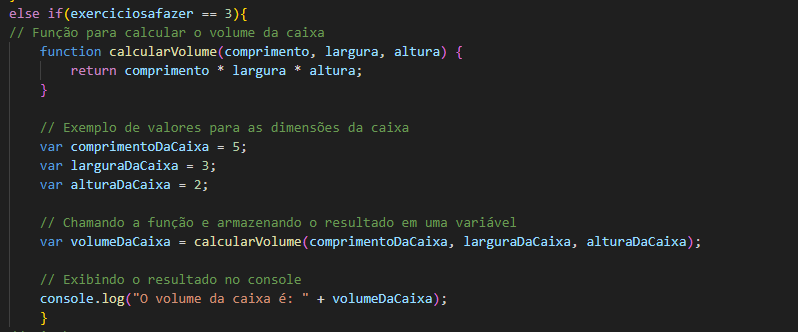 else if(exerciciosafazer == 3){
// Função para calcular o volume da caixa
function calcularVolume(comprimento, largura, altura) {
return comprimento * largura * altura;
}
// Exemplo de valores para as dimensões da caixa
var comprimentoDaCaixa = 5;
var larguraDaCaixa = 3;
var alturaDaCaixa = 2;
// Chamando a função e armazenando o resultado em uma variável
var volumeDaCaixa = calcularVolume(comprimentoDaCaixa, larguraDaCaixa, alturaDaCaixa);
// Exibindo o resultado no console
console.log("O volume da caixa é: " + volumeDaCaixa);
}